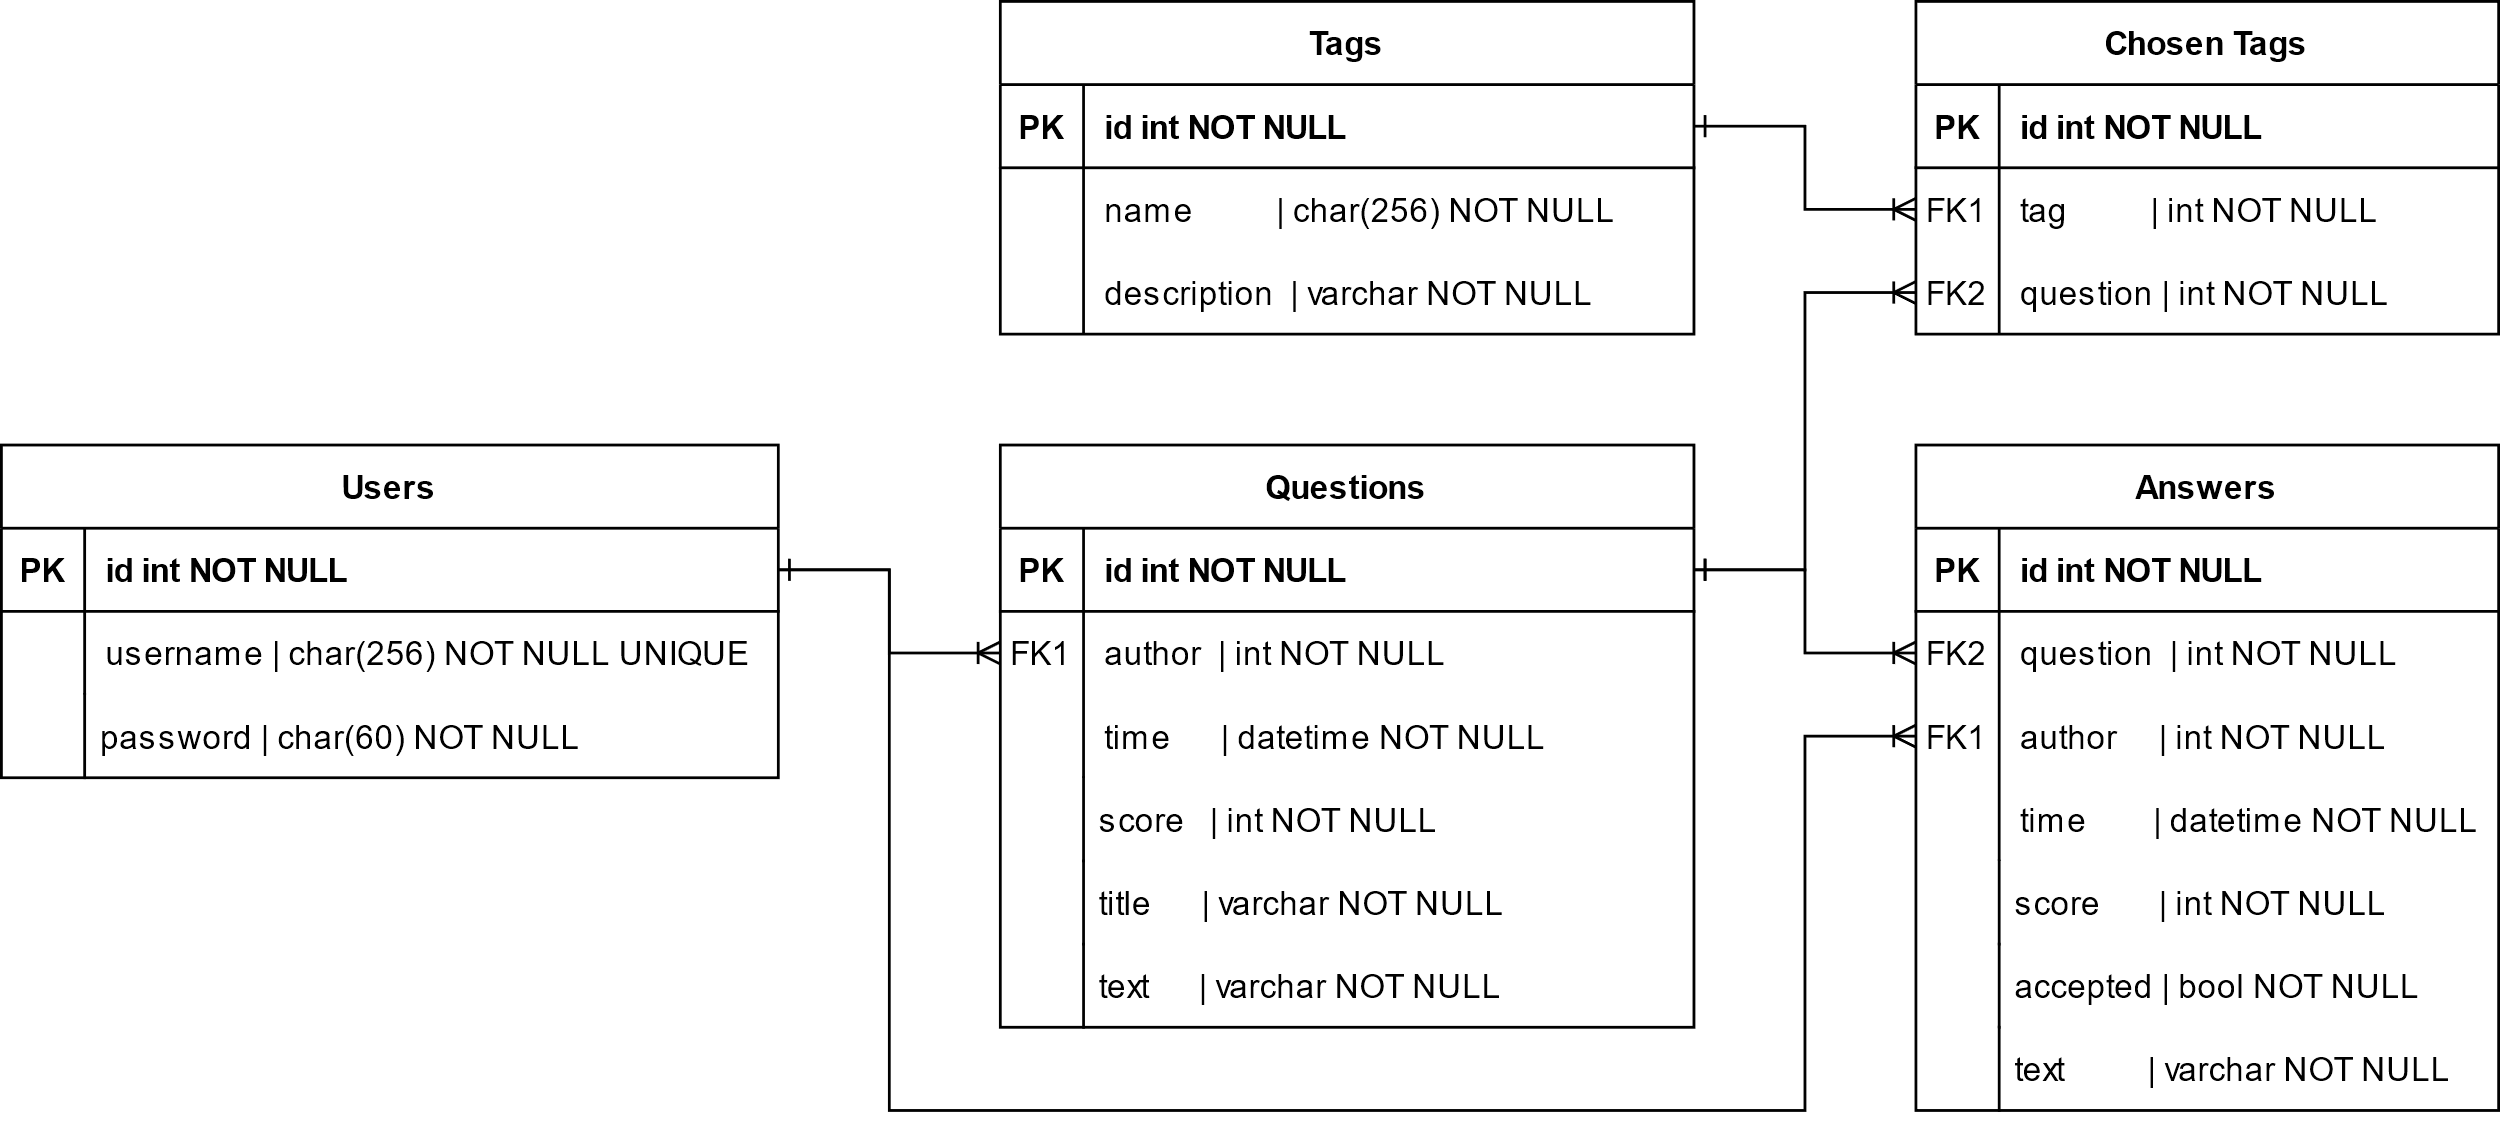 Tags
PK id int NOT NULL
name | char(256) NOT NULL
description | varchar NOT NULL
Chosen Tags
PK id int NOT NULL
FK1 tag | int NOT NULL
FK2 question | int NOT NULL
Users
PK id int NOT NULL
username | char(256) NOT NULL UNIQUE
password | char(60) NOT NULL
Questions
PK id int NOT NULL
FK1 author | int NOT NULL
time | datetime NOT NULL
score | int NOT NULL
title | varchar NOT NULL
text | varchar NOT NULL
Answers
PK id int NOT NULL
FK2 question | int NOT NULL
FK1 author | int NOT NULL
time | datetime NOT NULL
score | int NOT NULL
accepted | bool NOT NULL
text | varchar NOT NULL